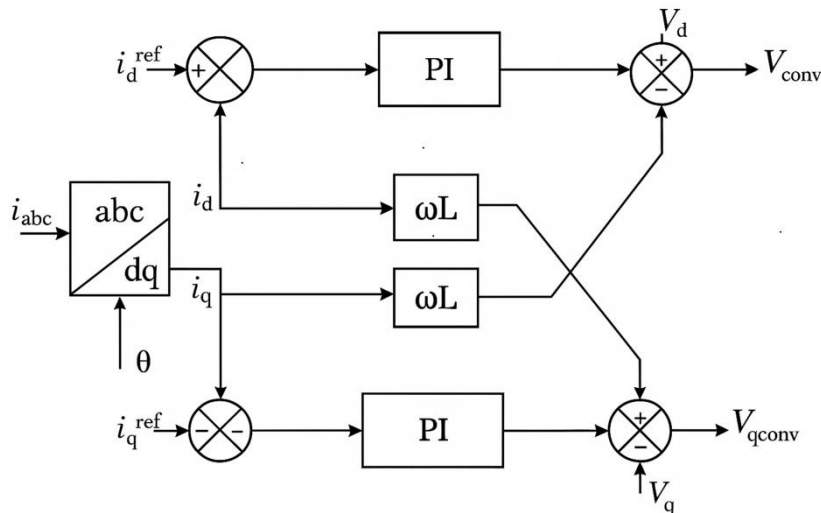 V_d
i_d^ref
+
PI
+
−
V_conv
i_abc
abc
dq
i_d
ωL
i_q
ωL
θ
i_q^ref
−
−
PI
+
−
V_qconv
V_q